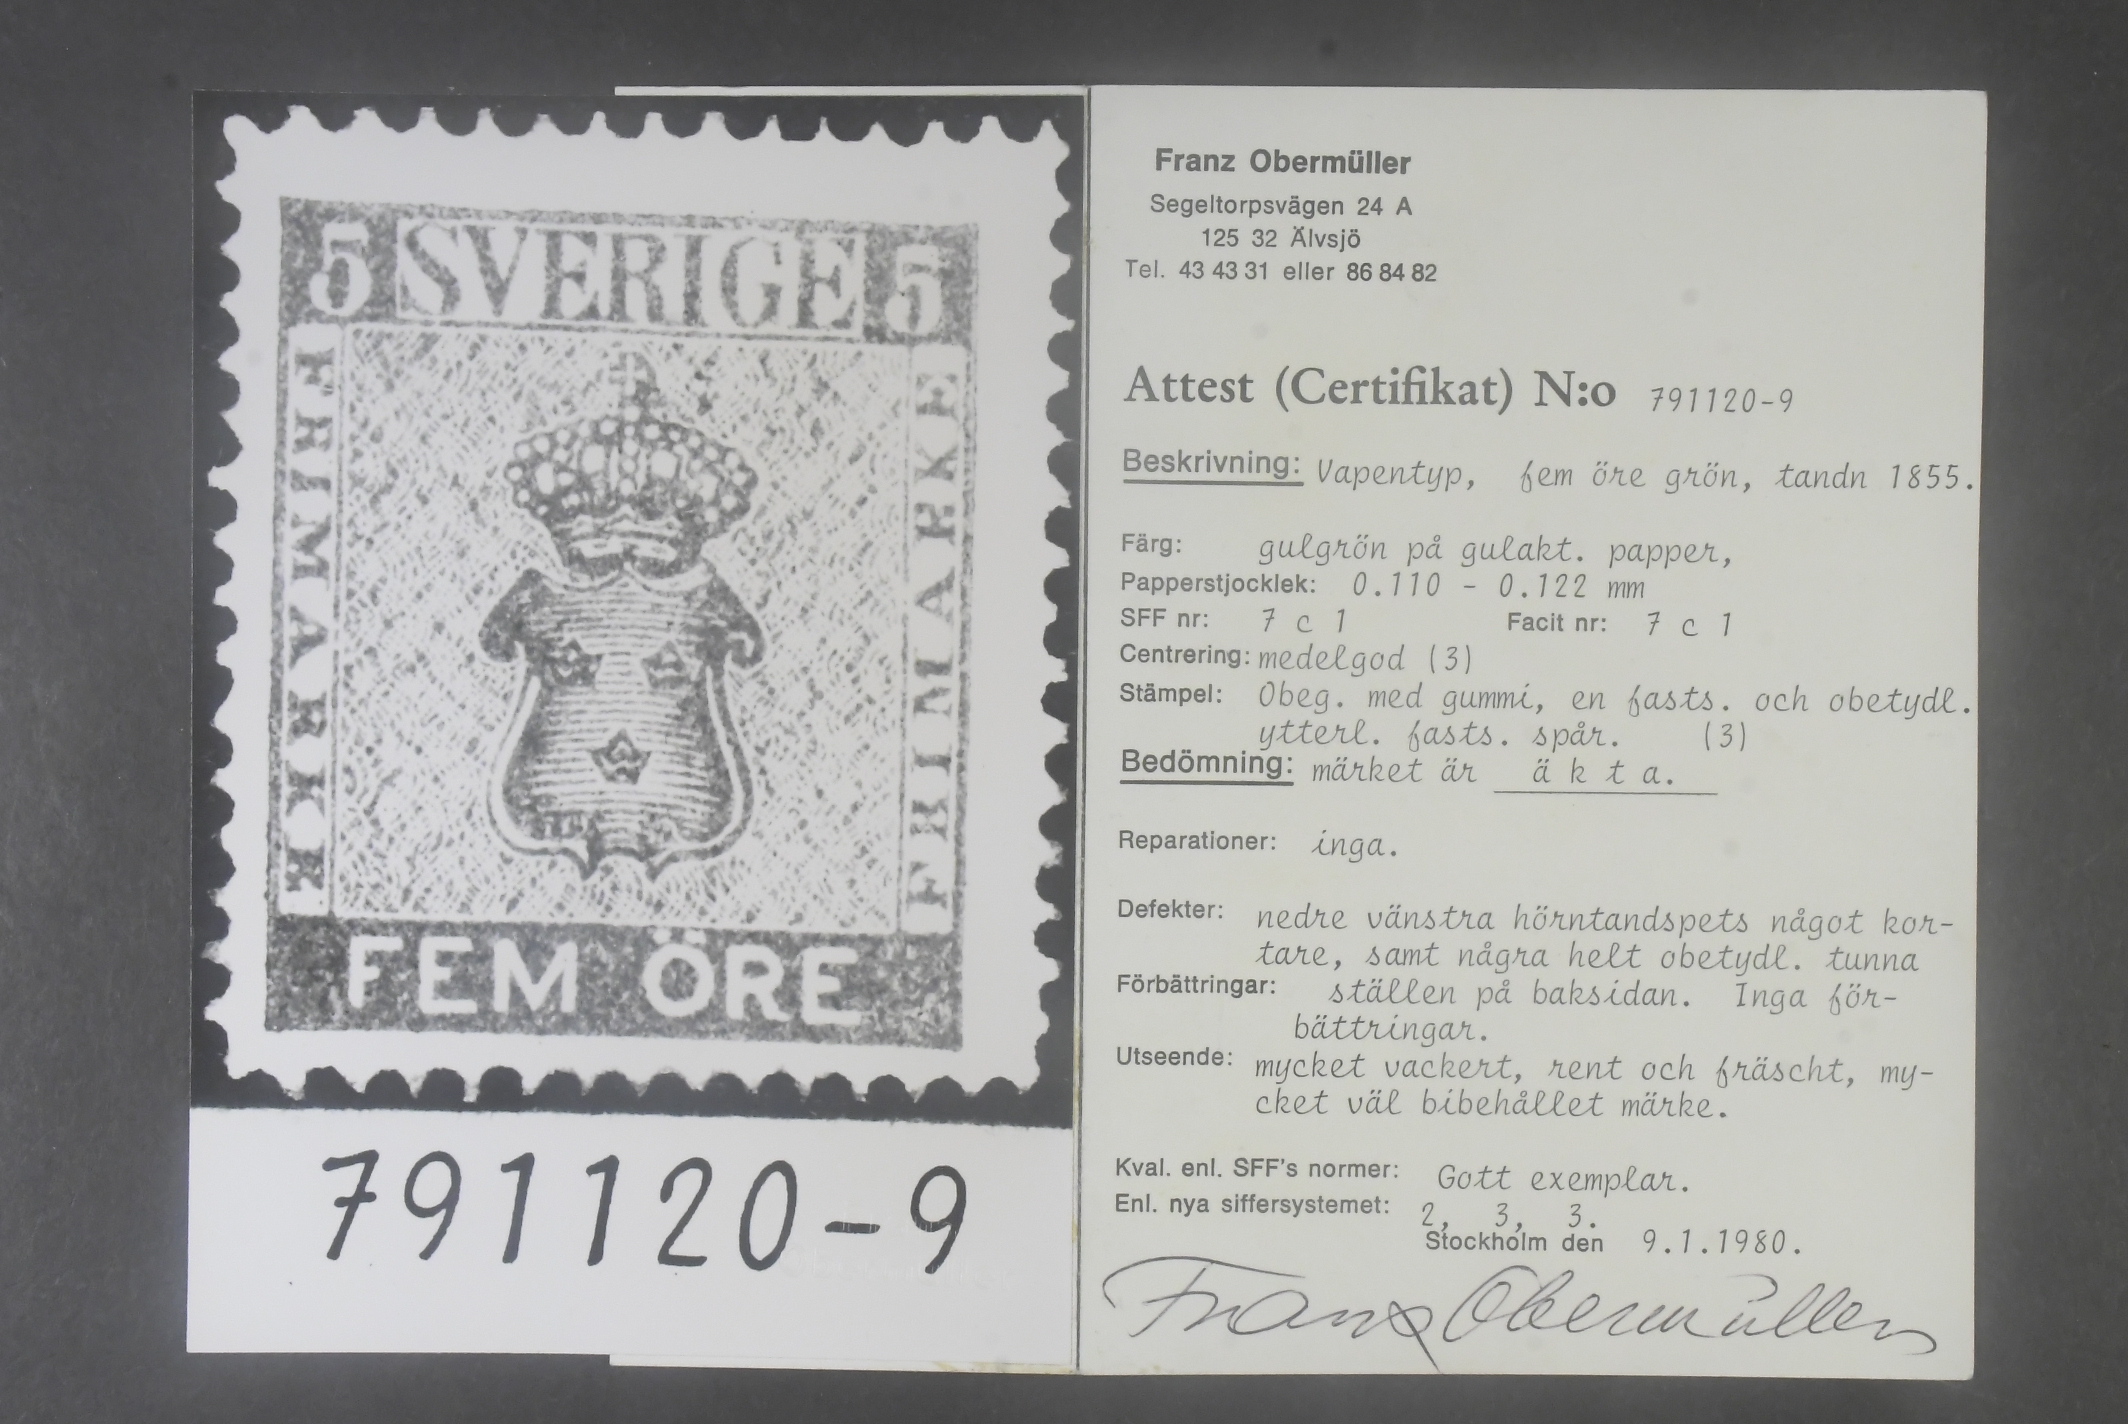 5 SVERIGE 5
FRIMARKE
FRIMARKE
FEM ÖRE
791120-9
Franz Obermüller
Segeltorpsvägen 24 A
125 32 Älvsjö
Tel. 43 43 31 eller 86 84 82
Attest (Certifikat) N:o 791120-9
Beskrivning: Vapentyp, fem öre grön, tandn 1855.
Färg: gulgrön på gulakt. papper,
Papperstjocklek: 0.110 - 0.122 mm
SFF nr: 7 c 1 Facit nr: 7 c 1
Centrering: medelgod (3)
Stämpel: Obeg. med gummi, en fasts. och obetydl.
ytterl. fasts. spår. (3)
Bedömning: märket är ä k t a.
Reparationer: inga.
Defekter: nedre vänstra hörntandspets något kor-
tare, samt några helt obetydl. tunna
Förbättringar: ställen på baksidan. Inga för-
bättringar.
Utseende: mycket vackert, rent och fräscht, my-
cket väl bibehållet märke.
Kval. enl. SFF's normer: Gott exemplar.
Enl. nya siffersystemet: 2, 3, 3.
Stockholm den 9.1.1980.
Franz Obermüller